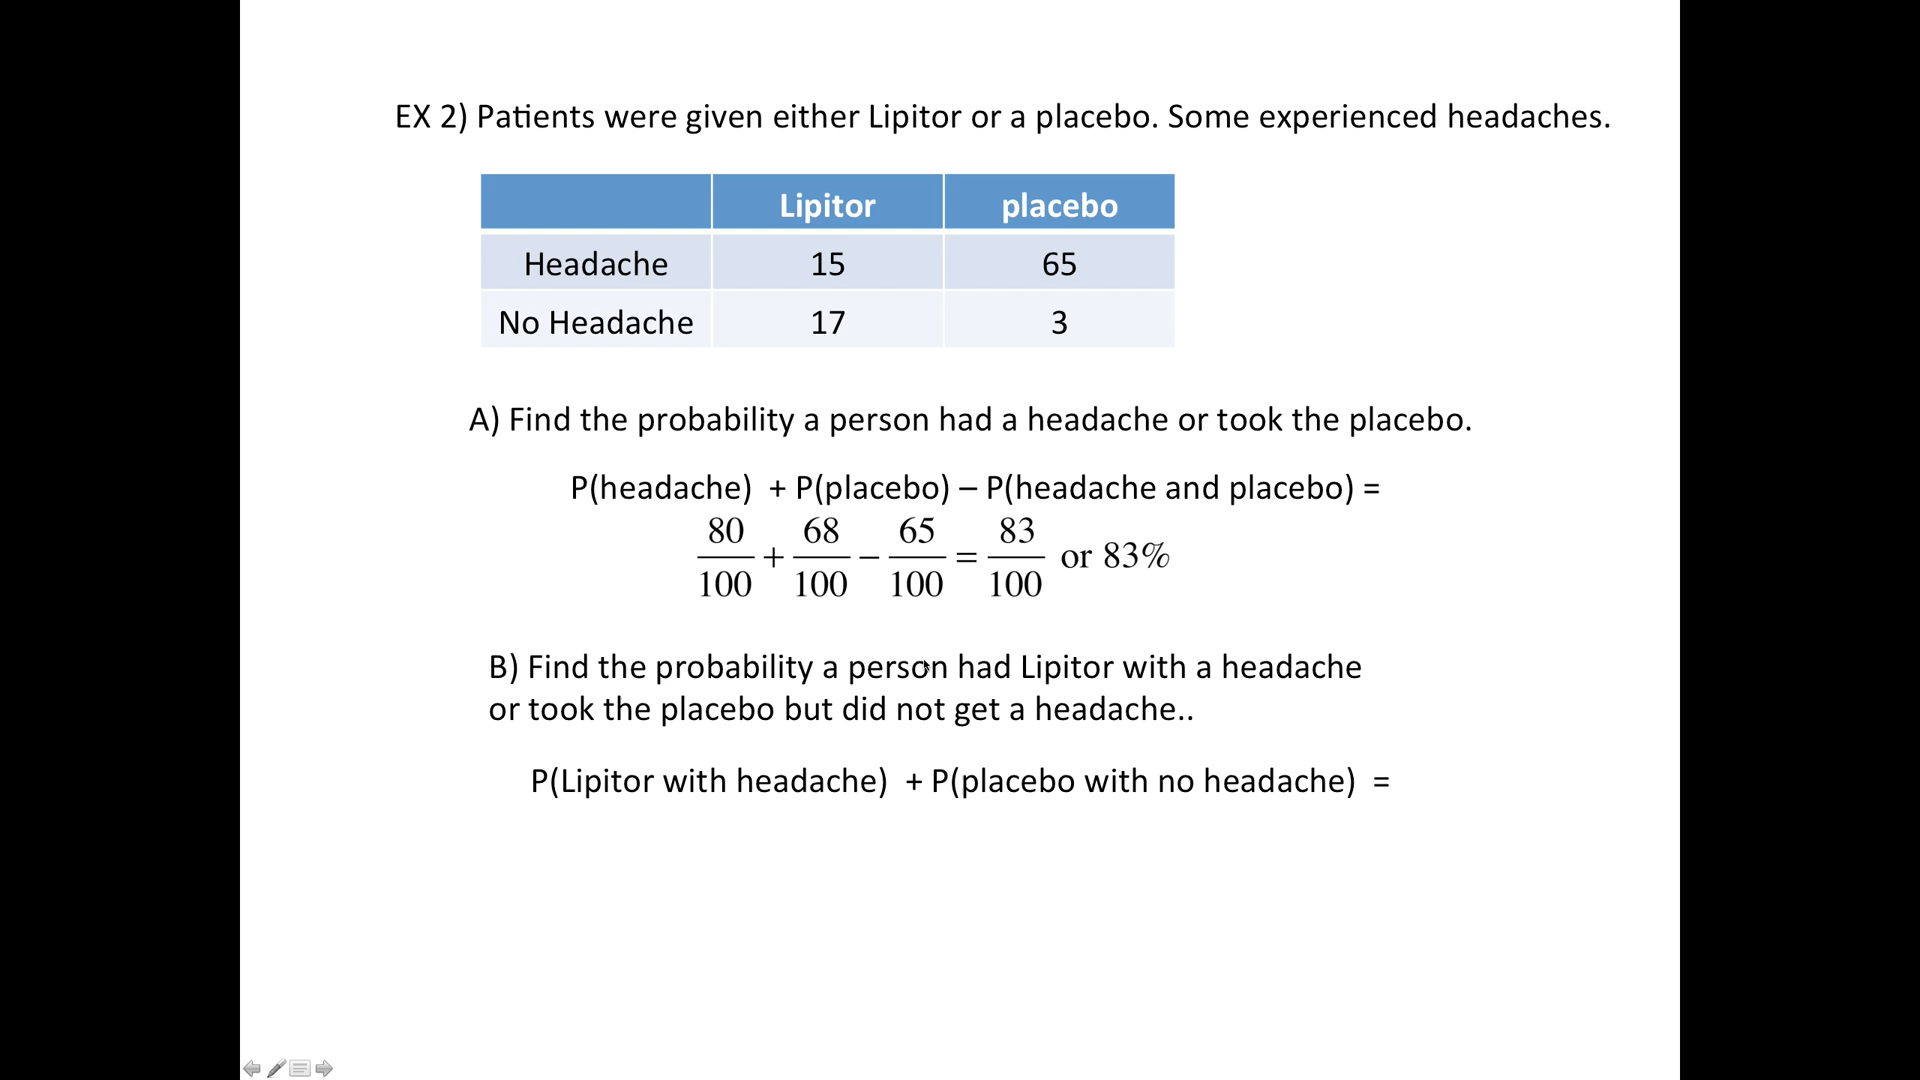 EX 2) Patients were given either Lipitor or a placebo. Some experienced headaches.
Lipitor placebo
Headache 15 65
No Headache 17 3
A) Find the probability a person had a headache or took the placebo.
P(headache) + P(placebo) – P(headache and placebo) =
80/100 + 68/100 − 65/100 = 83/100 or 83%
B) Find the probability a person had Lipitor with a headache
or took the placebo but did not get a headache..
P(Lipitor with headache) + P(placebo with no headache) =